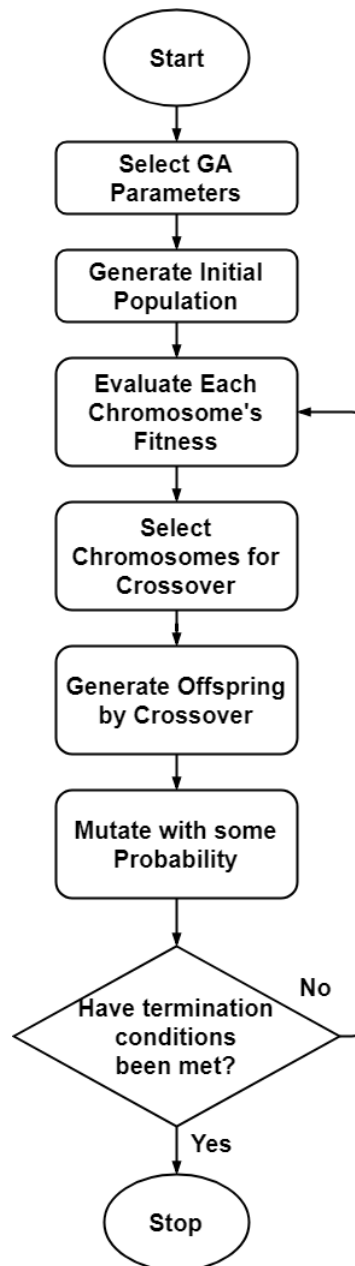 Start
Select GA
Parameters
Generate Initial
Population
Evaluate Each
Chromosome's
Fitness
Select
Chromosomes for
Crossover
Generate Offspring
by Crossover
Mutate with some
Probability
Have termination
conditions
been met?
No
Yes
Stop